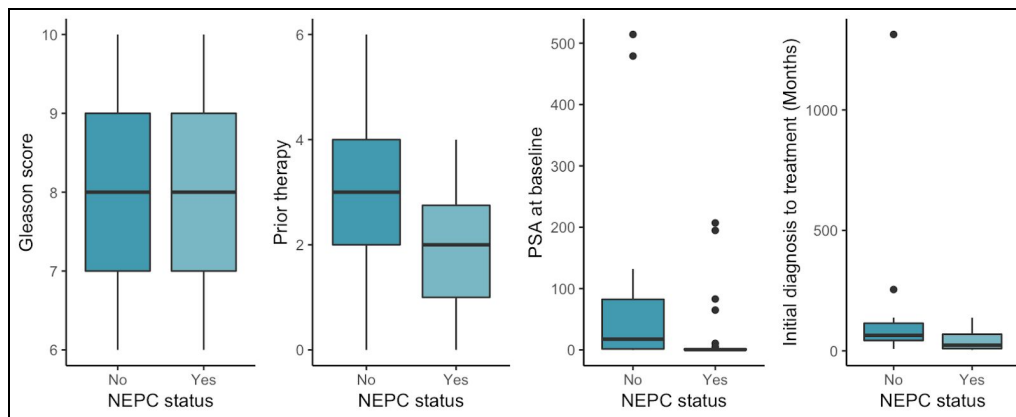 Gleason score
10
9
8
7
6
No Yes
NEPC status
Prior therapy
6
4
2
0
No Yes
NEPC status
PSA at baseline
500
400
300
200
100
0
No Yes
NEPC status
Initial diagnosis to treatment (Months)
1000
500
0
No Yes
NEPC status